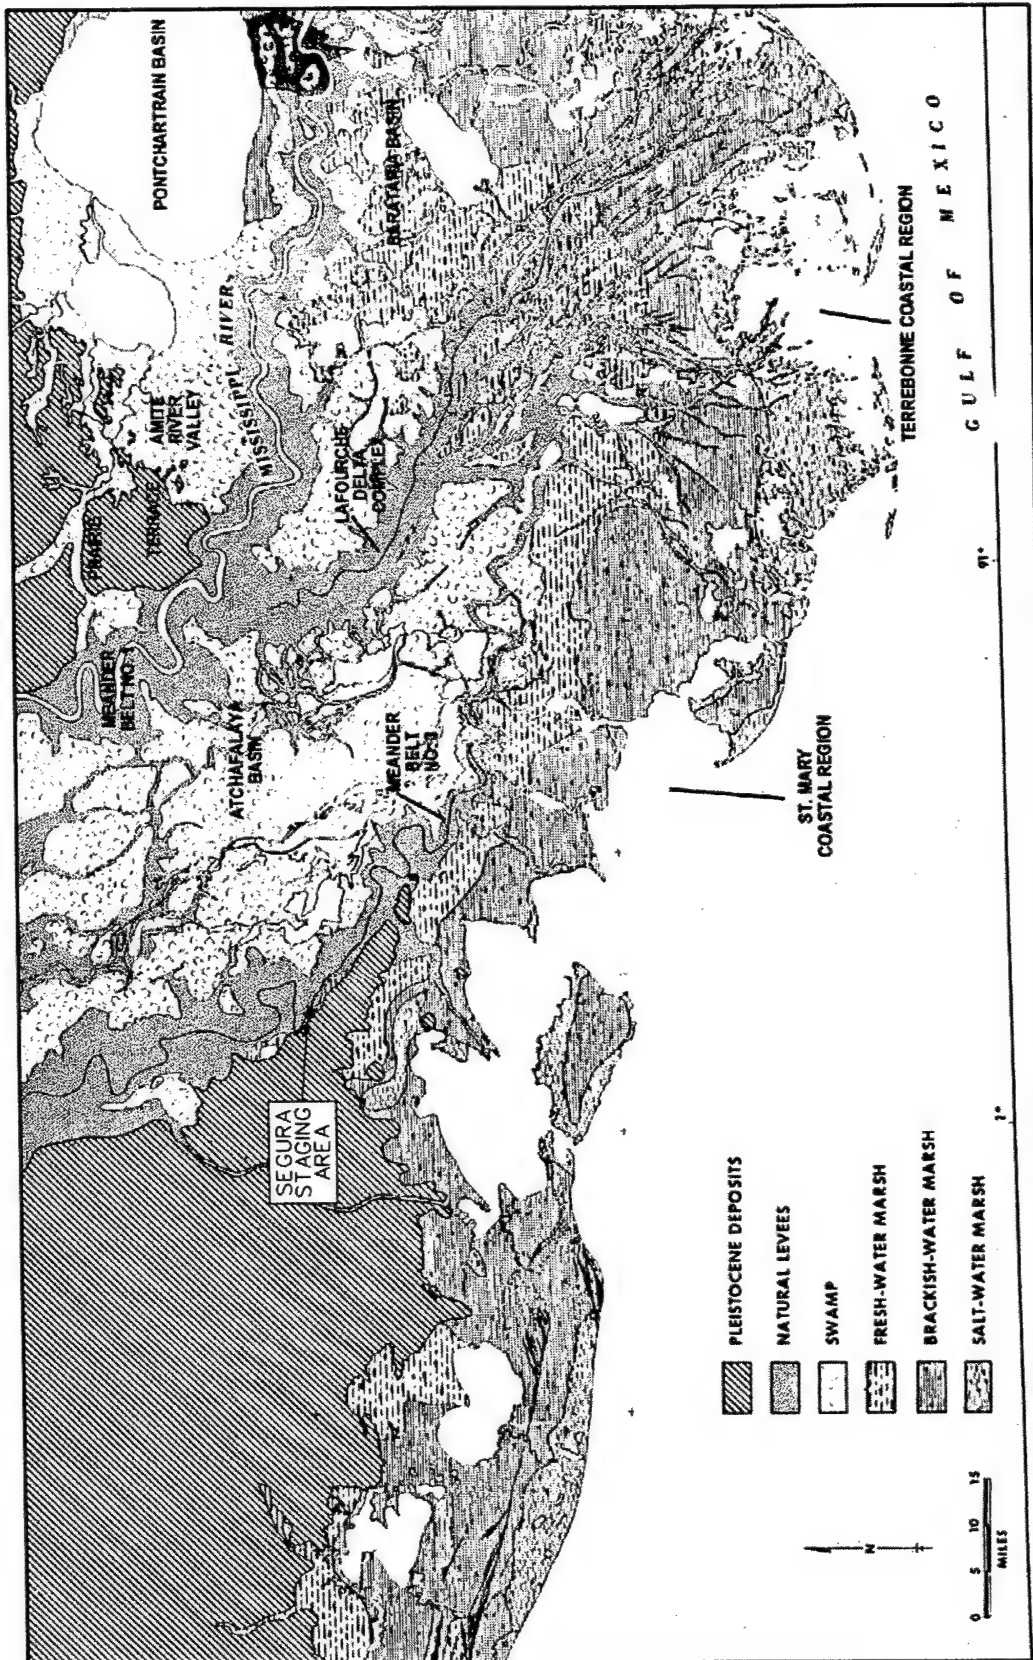 PONTCHARTRAIN BASIN
PRAIRIE
TERRACE
AMITE
RIVER
VALLEY
MISSISSIPPI RIVER
MEANDER
BELT NO. 1
ATCHAFALAYA
BASIN
LAFOURCHE
DELTA
COMPLEX
BARATARIA BASIN
MEANDER
BELT
NO. 3
SEGURA
STAGING
AREA
ST. MARY
COASTAL REGION
TERREBONNE COASTAL REGION
GULF OF MEXICO
91°
PLEISTOCENE DEPOSITS
NATURAL LEVEES
SWAMP
FRESH-WATER MARSH
BRACKISH-WATER MARSH
SALT-WATER MARSH
N
0 5 10 15
MILES